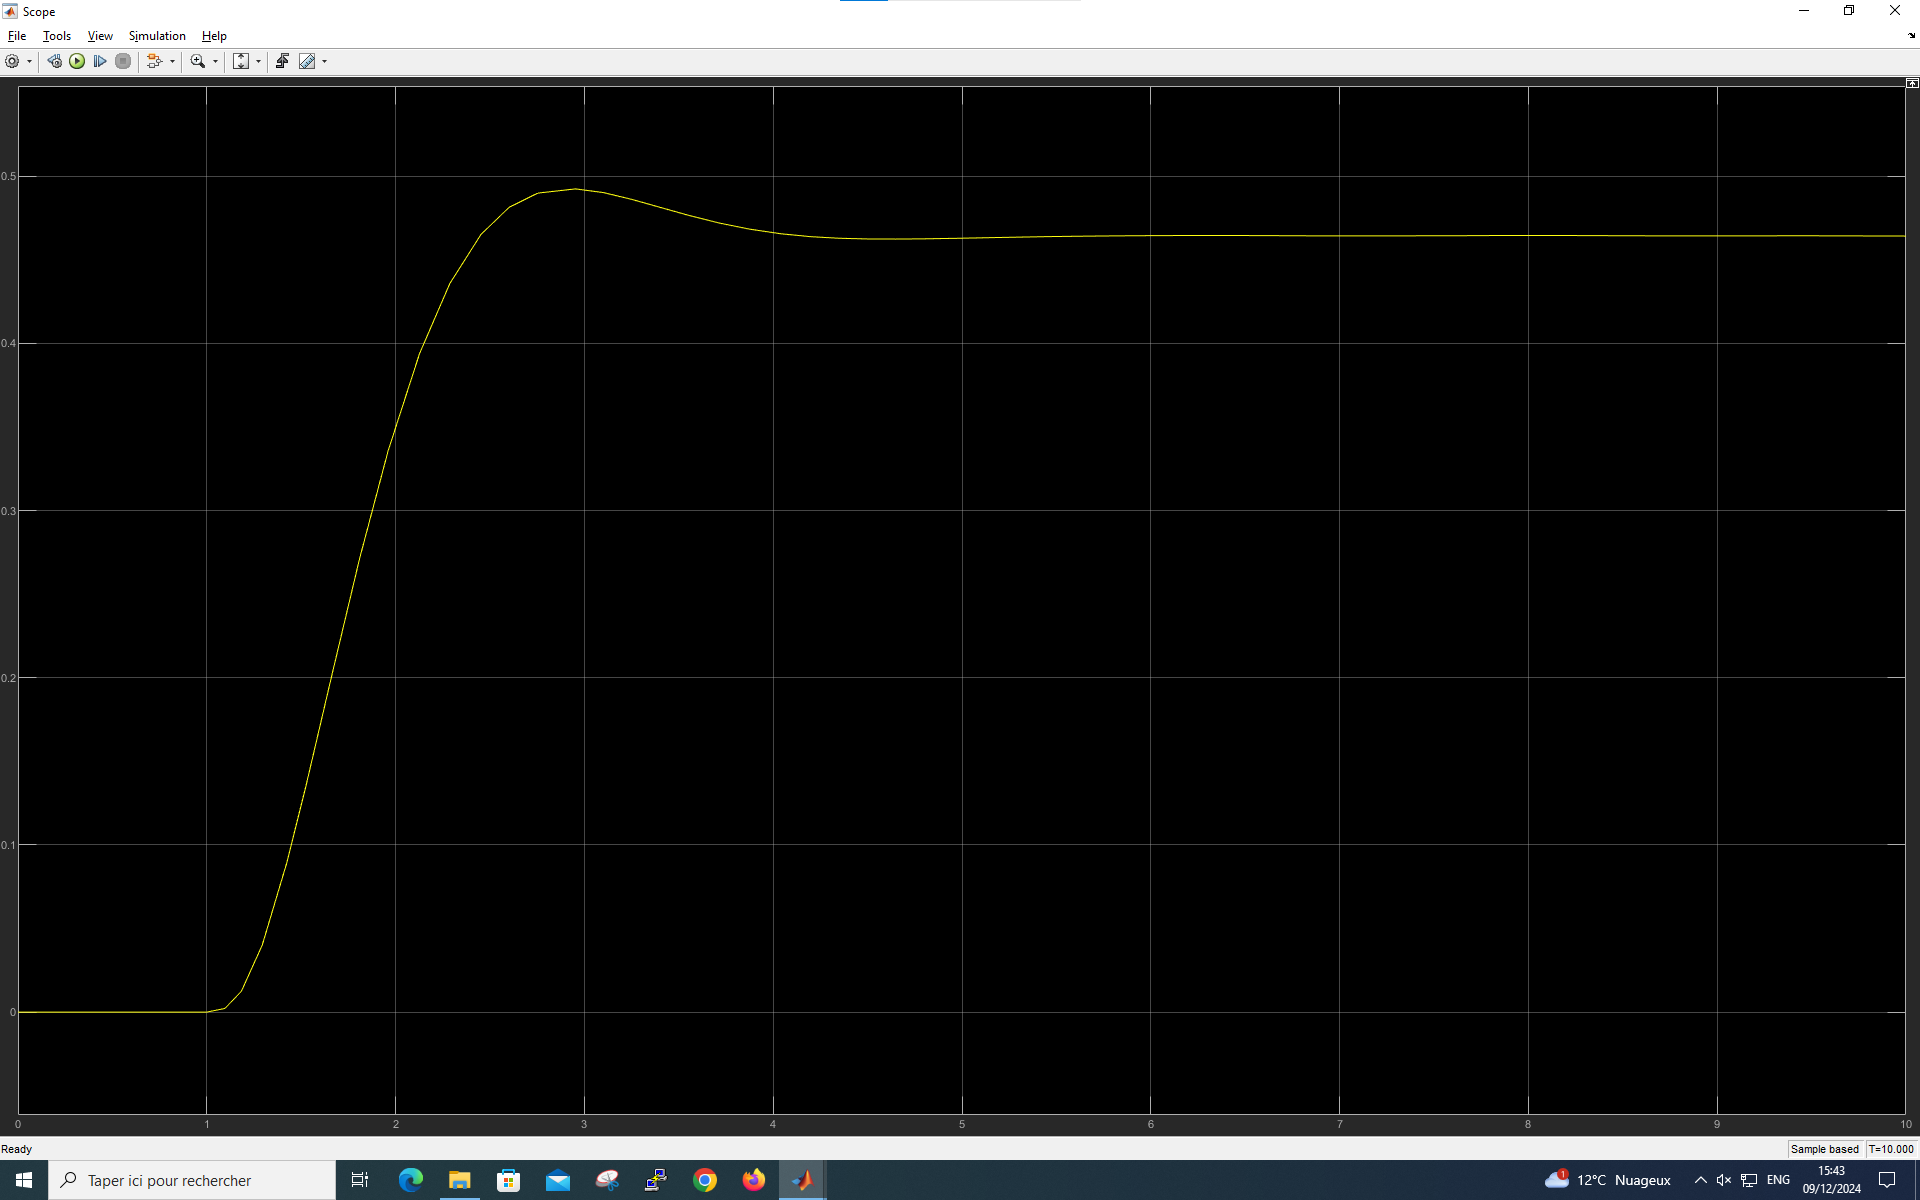 Scope
File Tools View Simulation Help
0.5
0.4
0.3
0.2
0.1
0
0 1 2 3 4 5 6 7 8 9 10
Ready
Sample based T=10.000
Taper ici pour rechercher
1
12°C Nuageux
ENG
15:43
09/12/2024